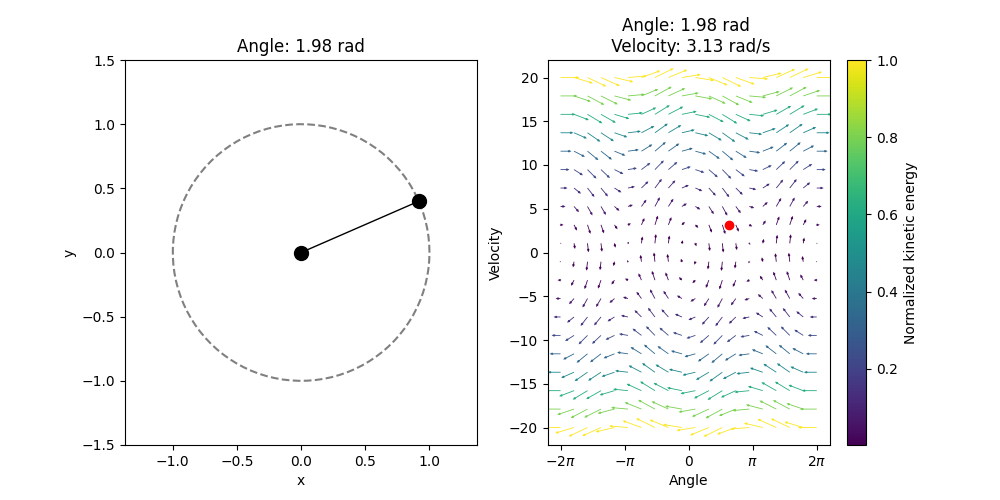 Angle: 1.98 rad
1.5
1.0
0.5
0.0
−0.5
−1.0
−1.5
−1.0
−0.5
0.0
0.5
1.0
x
y
Angle: 1.98 rad
Velocity: 3.13 rad/s
20
15
10
5
0
−5
−10
−15
−20
−2π
−π
0
π
2π
Angle
Velocity
1.0
0.8
0.6
0.4
0.2
Normalized kinetic energy